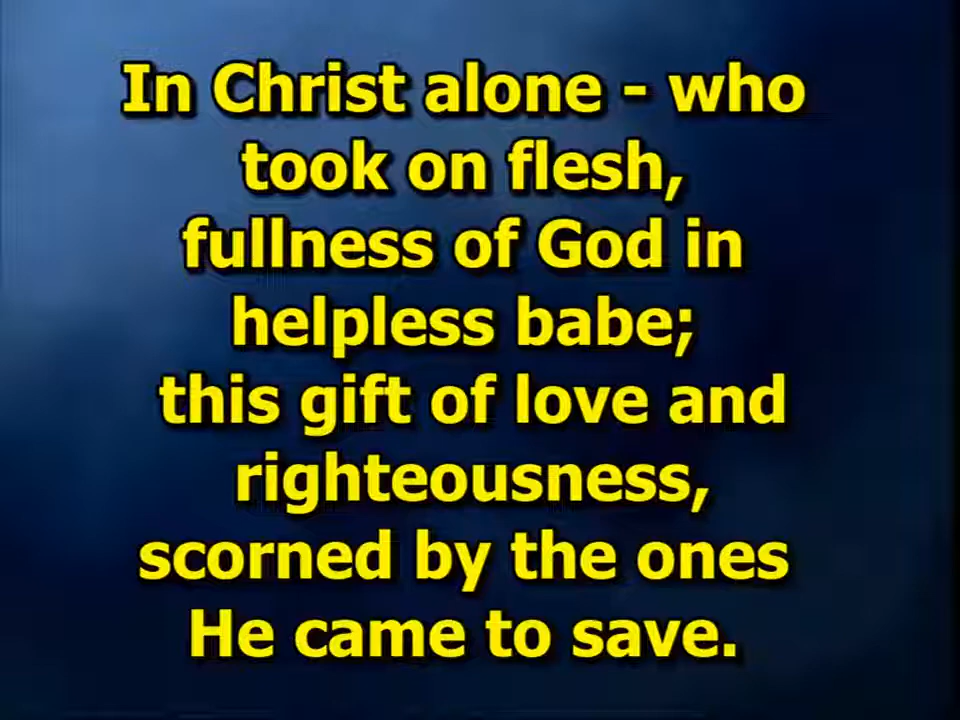 In Christ alone - who
took on flesh,
fullness of God in
helpless babe;
this gift of love and
righteousness,
scorned by the ones
He came to save.